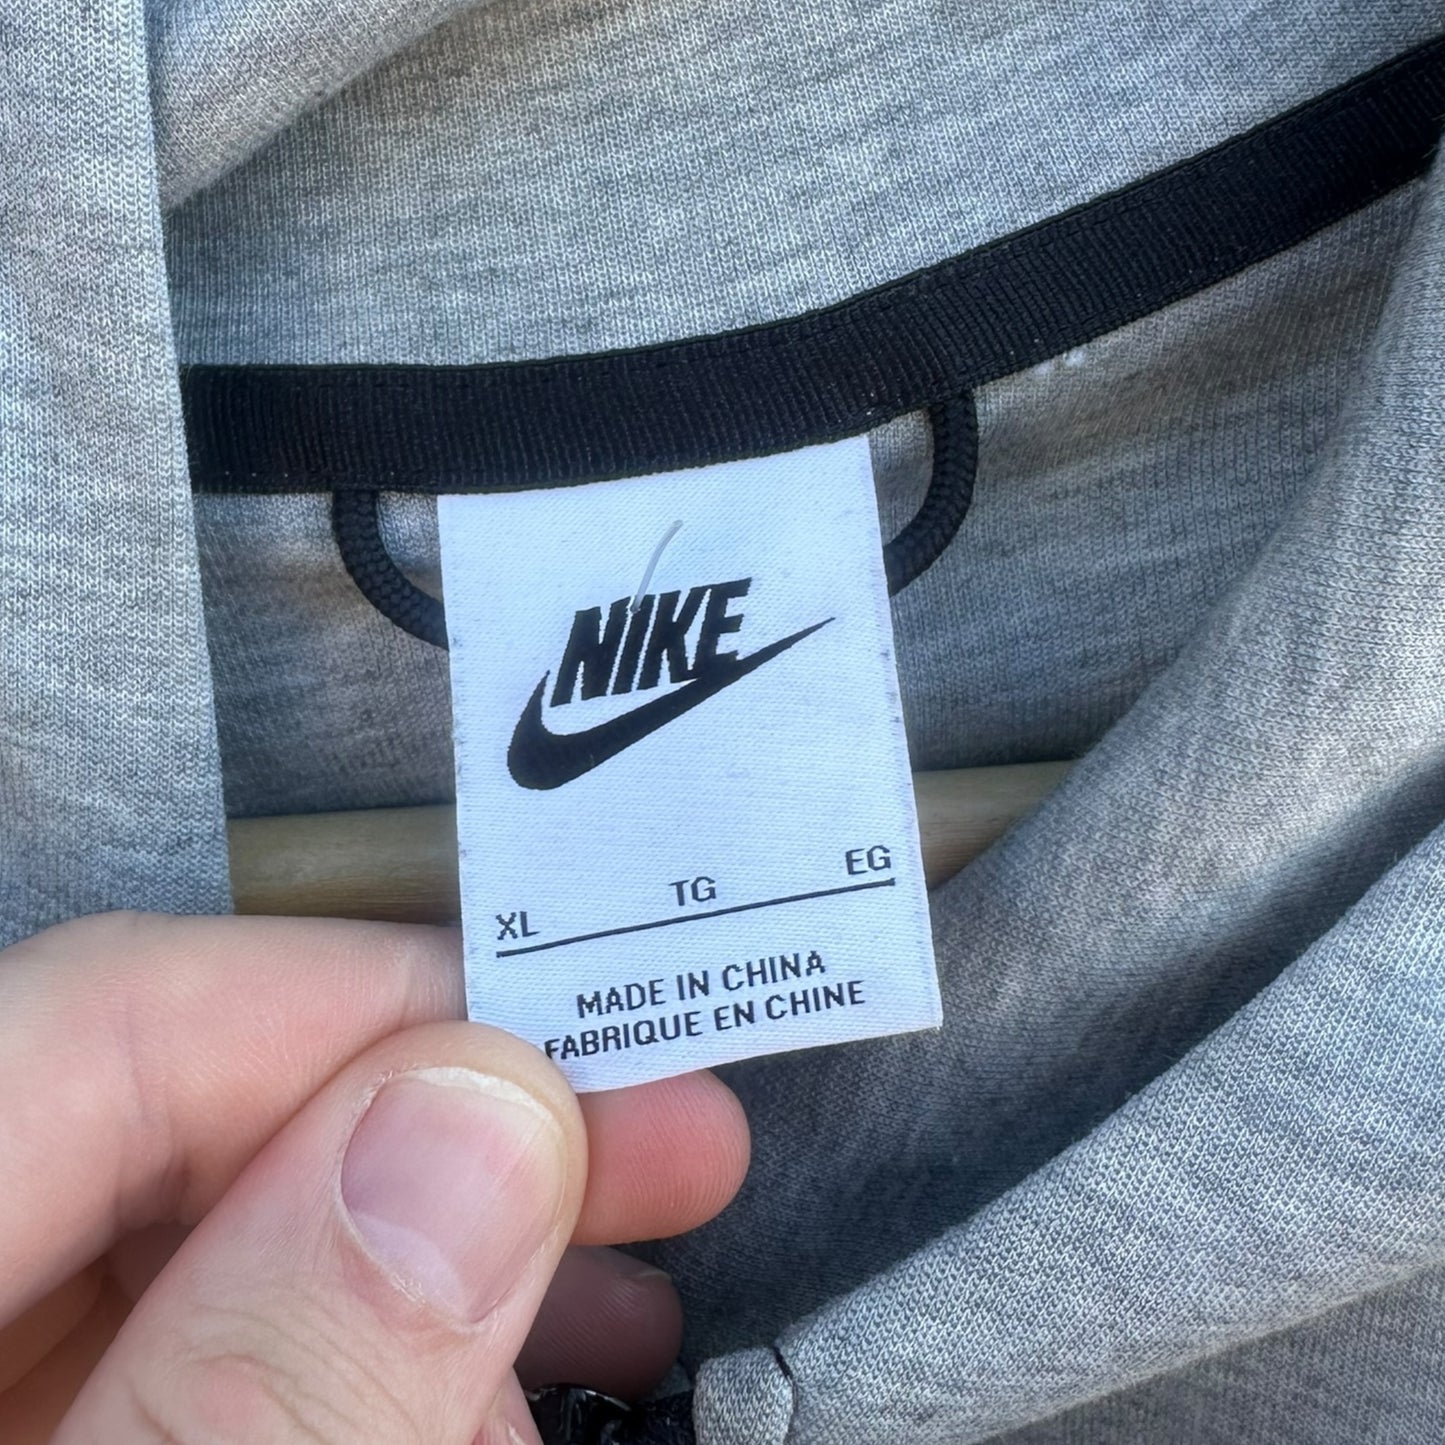 NIKE
XL TG EG
MADE IN CHINA
FABRIQUE EN CHINE